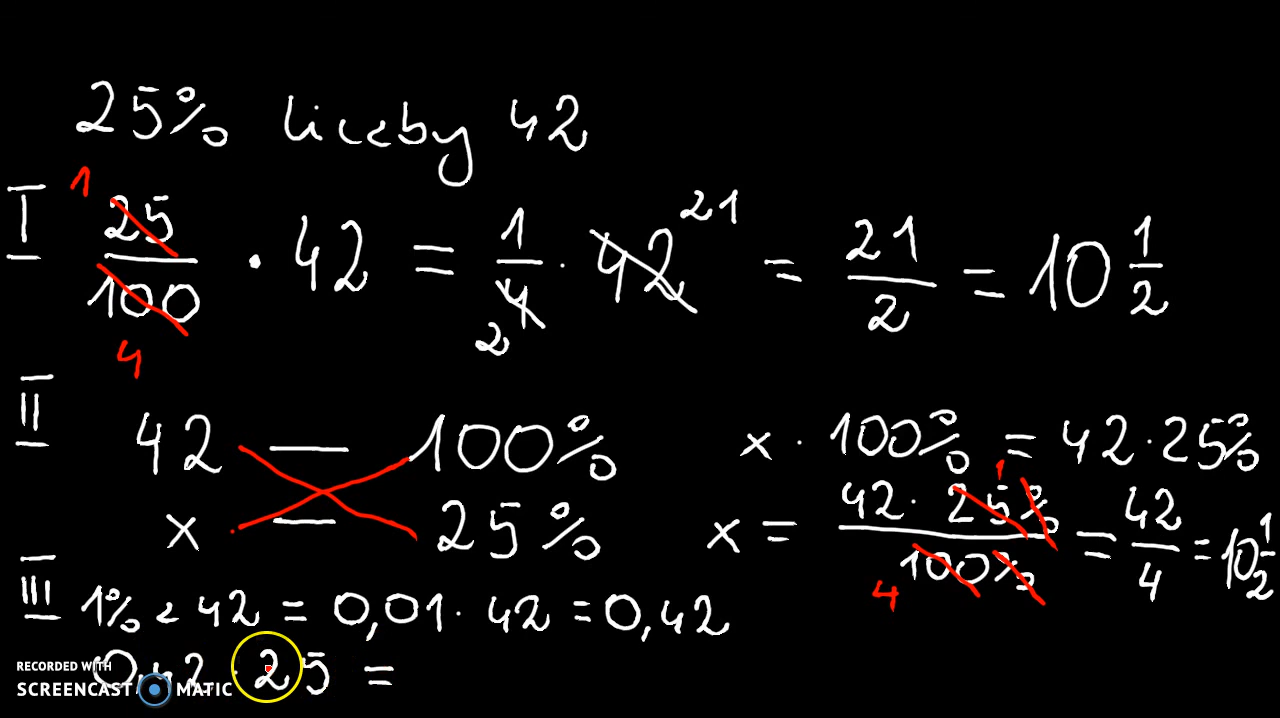 25% liczby 42
I 25/100 · 42 = 1/4 · 42 = 21/2 = 10 1/2
1 4 2 21
II 42 — 100% x · 100% = 42 · 25%
x — 25% x = 42 · 25%/100% = 42/4 = 10 1/2
1 4
III 1% z 42 = 0,01 · 42 = 0,42
0,42 · 25 =
RECORDED WITH
SCREENCAST MATIC